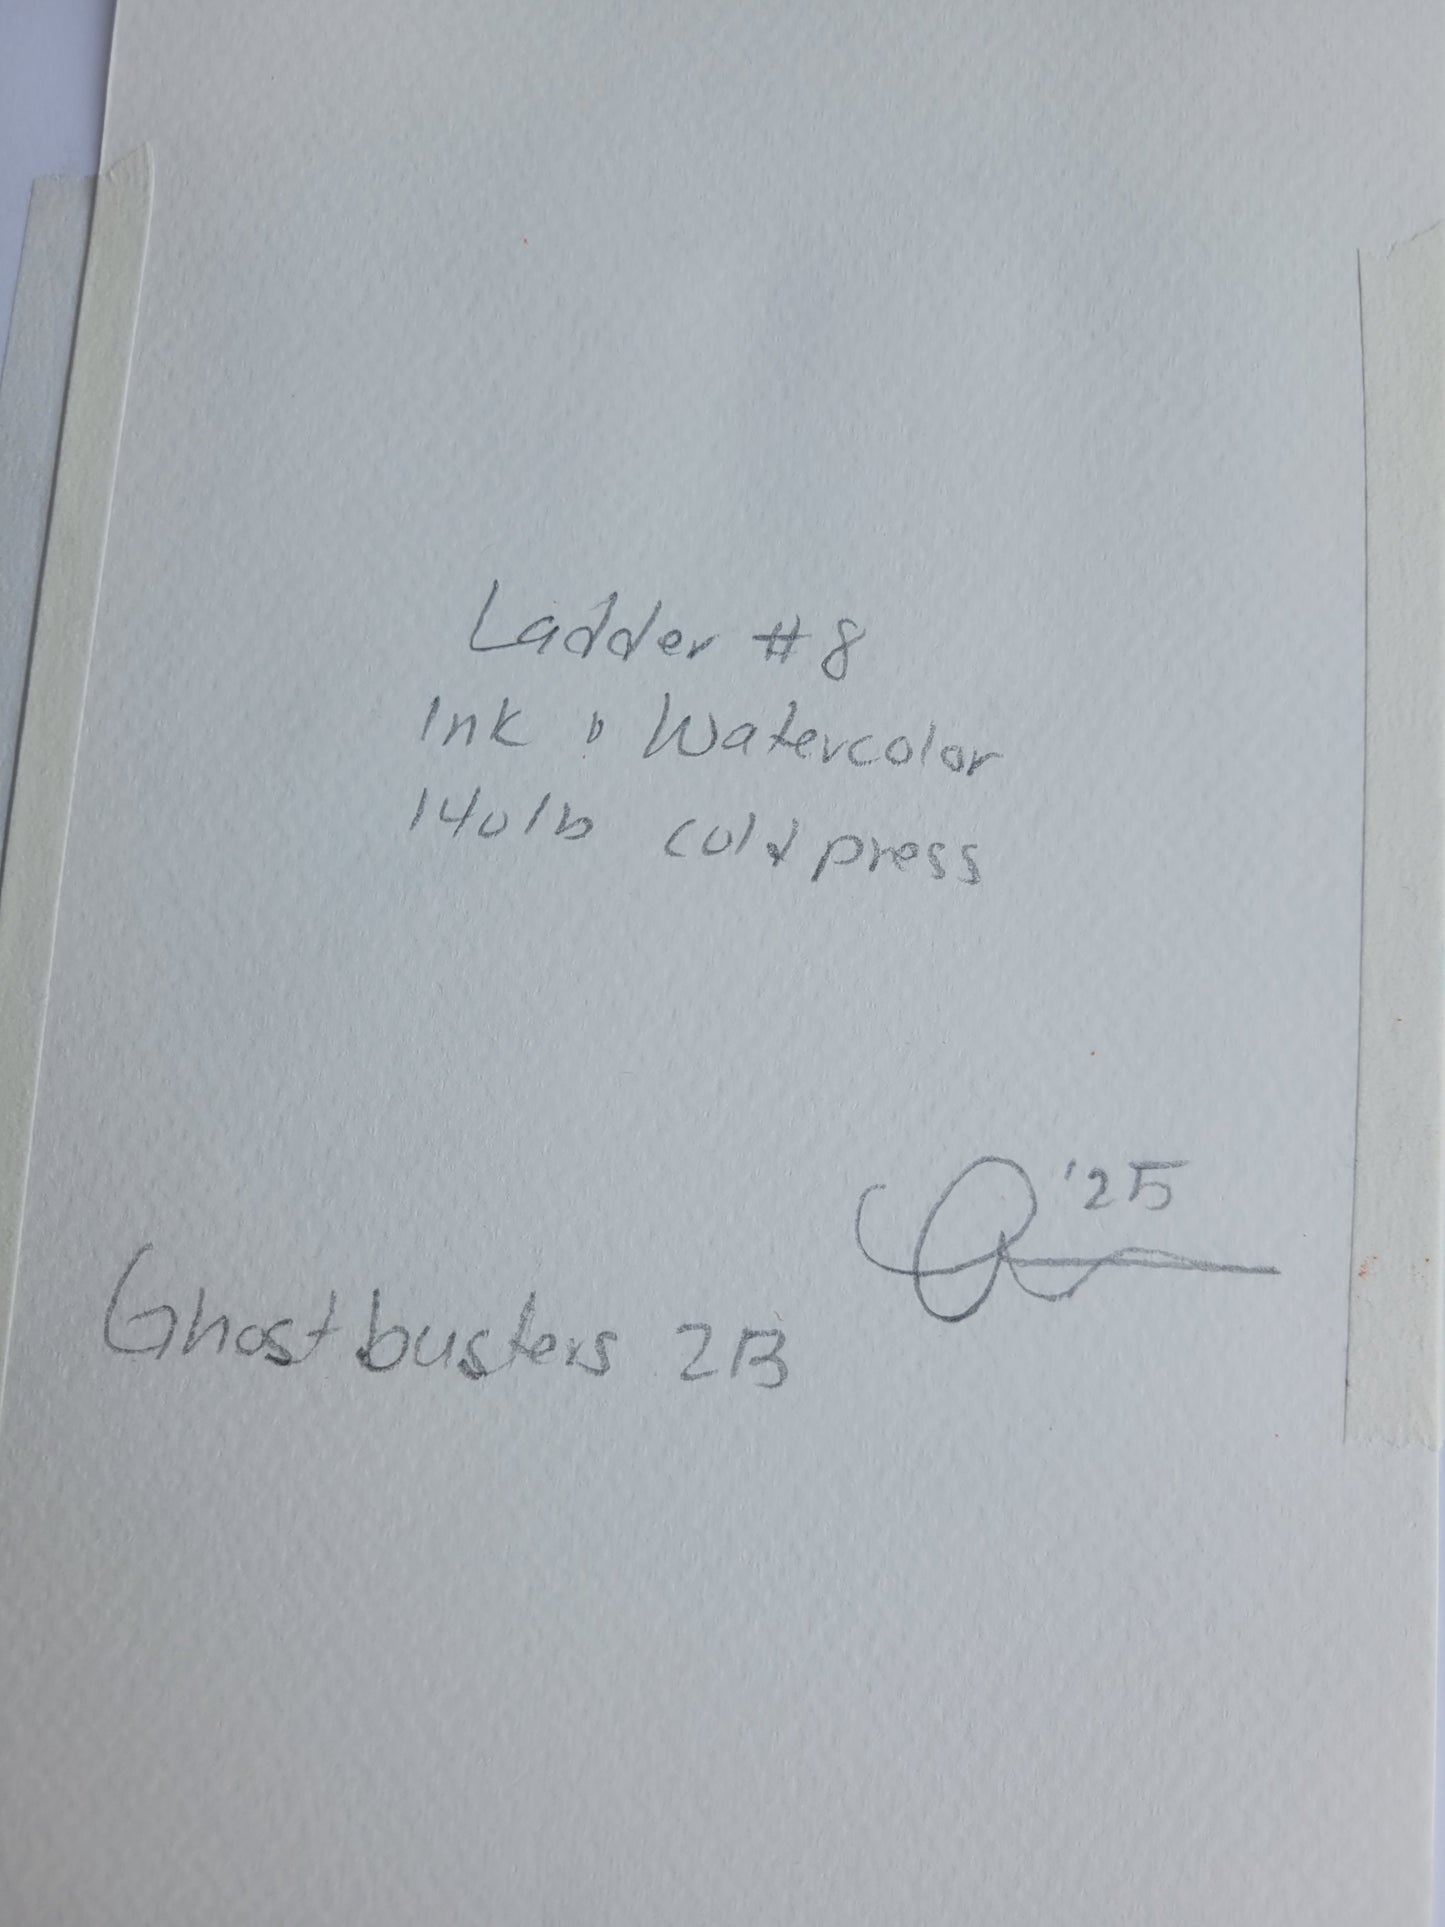 Ladder #8
Ink & Watercolor
140lb cold press
'25
Ghostbusters 2B